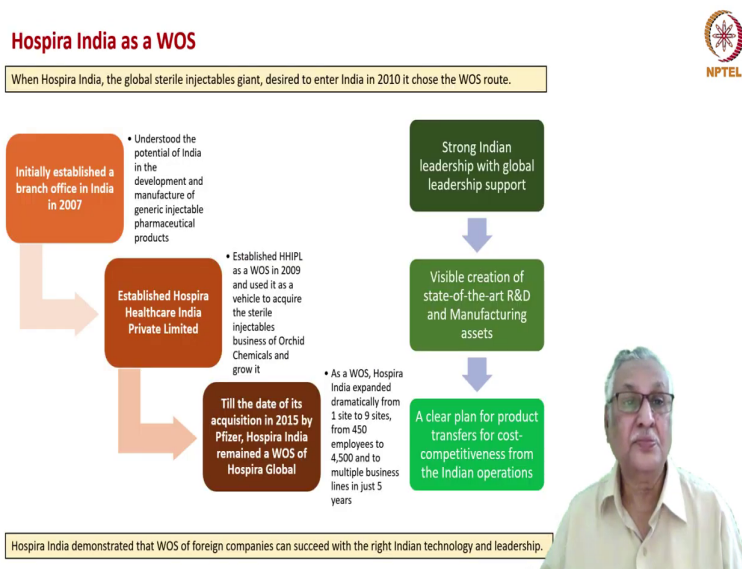 Hospira India as a WOS
NPTEL
When Hospira India, the global sterile injectables giant, desired to enter India in 2010 it chose the WOS route.
Initially established a
branch office in India
in 2007
• Understood the
potential of India
in the
development and
manufacture of
generic injectable
pharmaceutical
products
Established Hospira
Healthcare India
Private Limited
• Established HHIPL
as a WOS in 2009
and used it as a
vehicle to acquire
the sterile
injectables
business of Orchid
Chemicals and
grow it
Till the date of its
acquisition in 2015 by
Pfizer, Hospira India
remained a WOS of
Hospira Global
• As a WOS, Hospira
India expanded
dramatically from
1 site to 9 sites,
from 450
employees to
4,500 and to
multiple business
lines in just 5
years
Strong Indian
leadership with global
leadership support
Visible creation of
state-of-the-art R&D
and Manufacturing
assets
A clear plan for product
transfers for cost-
competitiveness from
the Indian operations
Hospira India demonstrated that WOS of foreign companies can succeed with the right Indian technology and leadership.